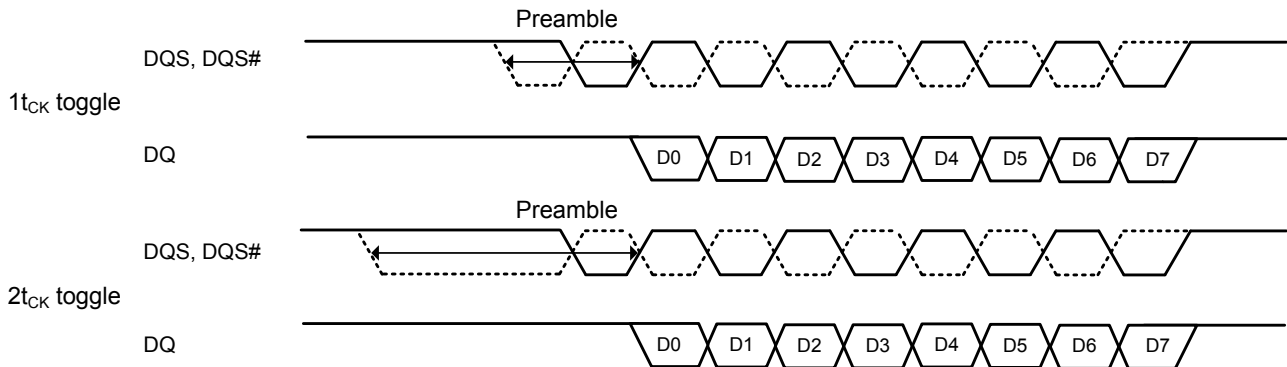 Preamble
DQS, DQS#
1tCK toggle
DQ
D0 D1 D2 D3 D4 D5 D6 D7
Preamble
DQS, DQS#
2tCK toggle
DQ
D0 D1 D2 D3 D4 D5 D6 D7